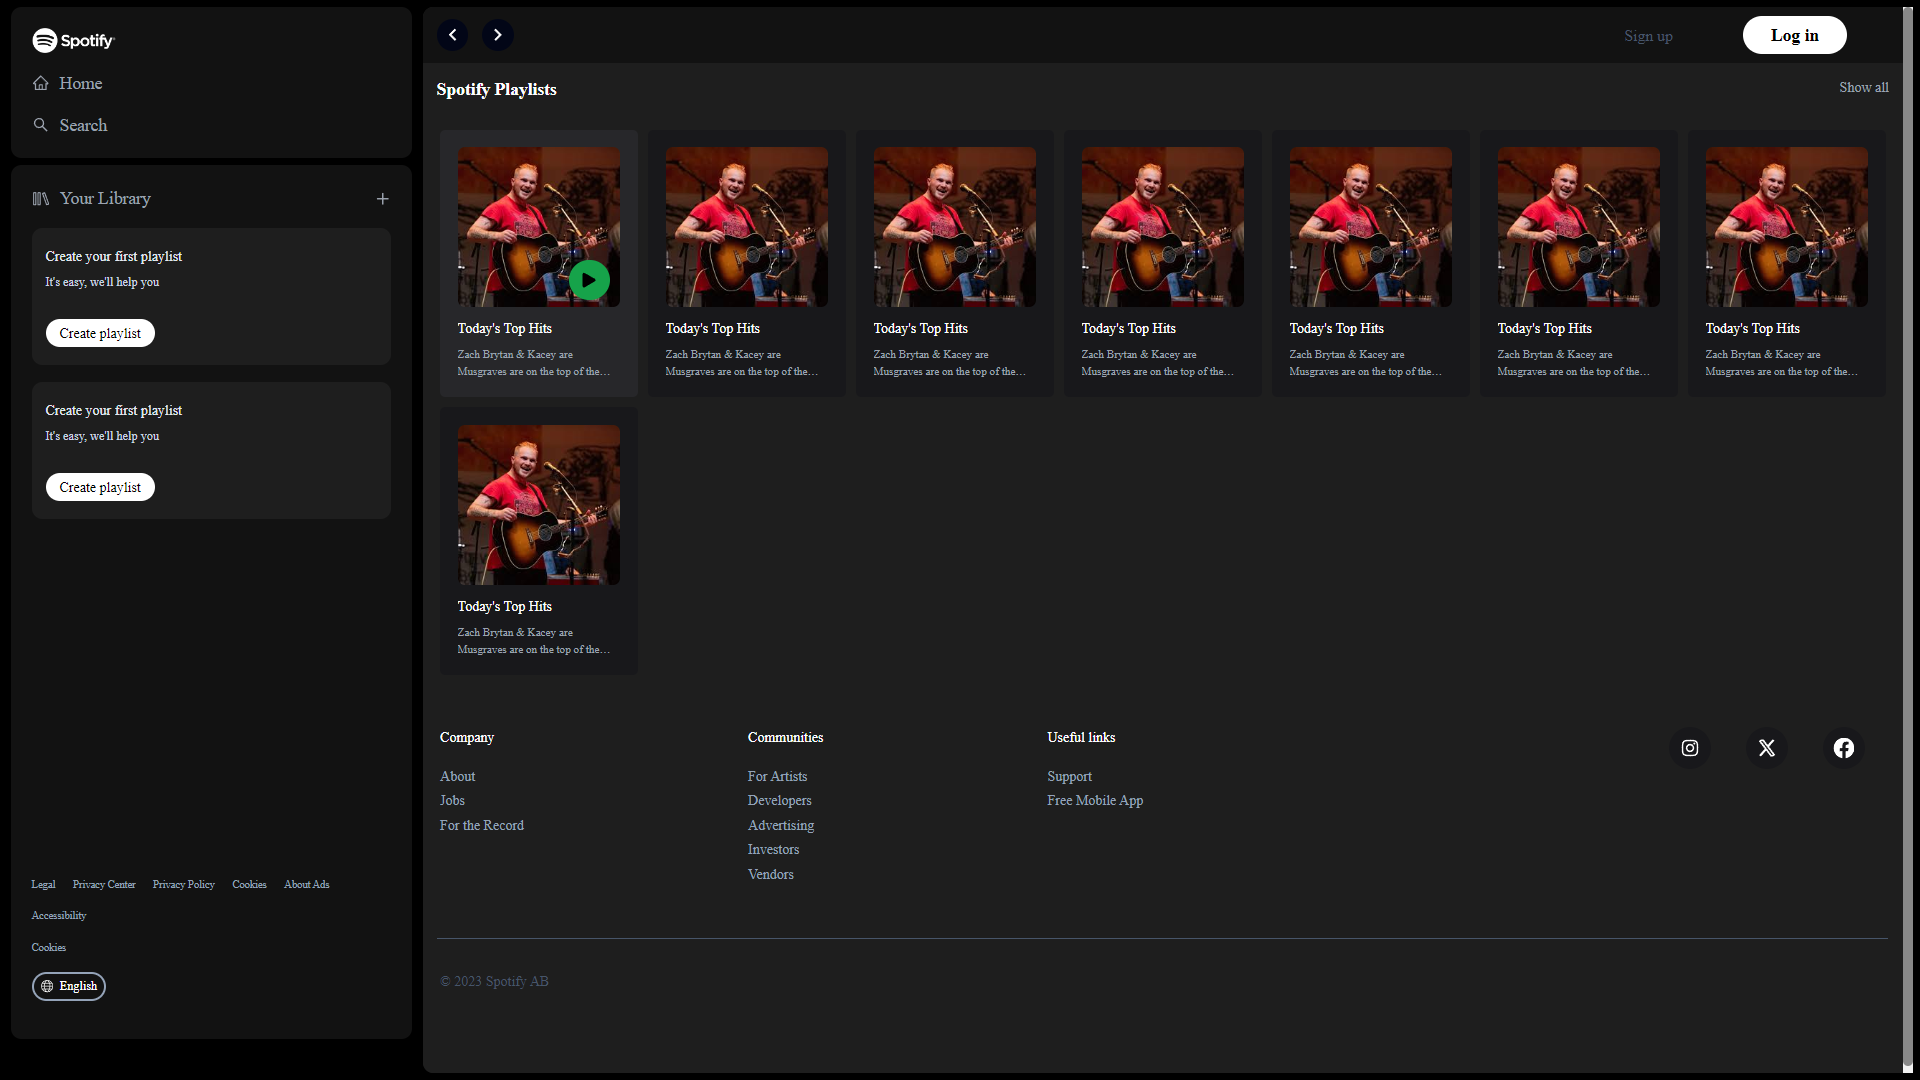 Spotify
Home
Search
Your Library
Create your first playlist
It's easy, we'll help you
Create playlist
Create your first playlist
It's easy, we'll help you
Create playlist
Legal Privacy Center Privacy Policy Cookies About Ads
Accessibility
Cookies
English
Sign up Log in
Spotify Playlists Show all
Today's Top Hits
Zach Brytan & Kacey are
Musgraves are on the top of the...
Today's Top Hits
Zach Brytan & Kacey are
Musgraves are on the top of the...
Today's Top Hits
Zach Brytan & Kacey are
Musgraves are on the top of the...
Today's Top Hits
Zach Brytan & Kacey are
Musgraves are on the top of the...
Today's Top Hits
Zach Brytan & Kacey are
Musgraves are on the top of the...
Today's Top Hits
Zach Brytan & Kacey are
Musgraves are on the top of the...
Today's Top Hits
Zach Brytan & Kacey are
Musgraves are on the top of the...
Today's Top Hits
Zach Brytan & Kacey are
Musgraves are on the top of the...
Company
About
Jobs
For the Record
Communities
For Artists
Developers
Advertising
Investors
Vendors
Useful links
Support
Free Mobile App
© 2023 Spotify AB